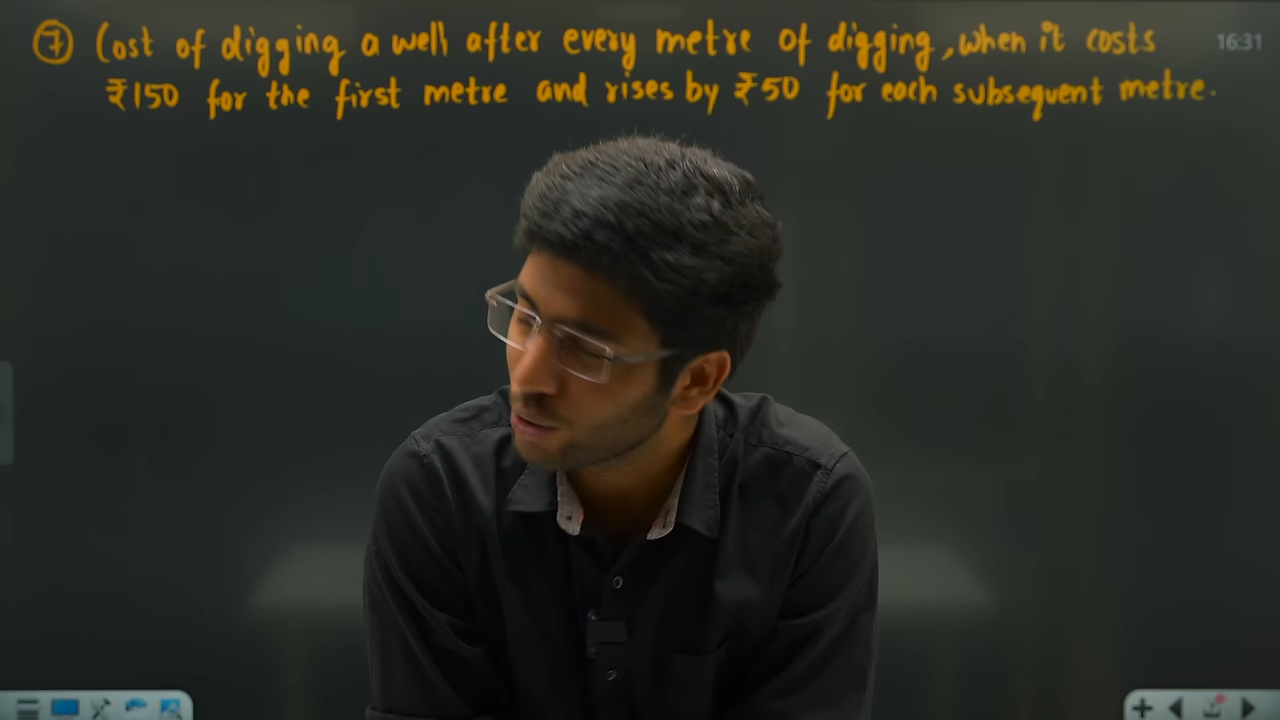 7 Cost of digging a well after every metre of digging, when it costs
16:31
₹150 for the first metre and rises by ₹50 for each subsequent metre.